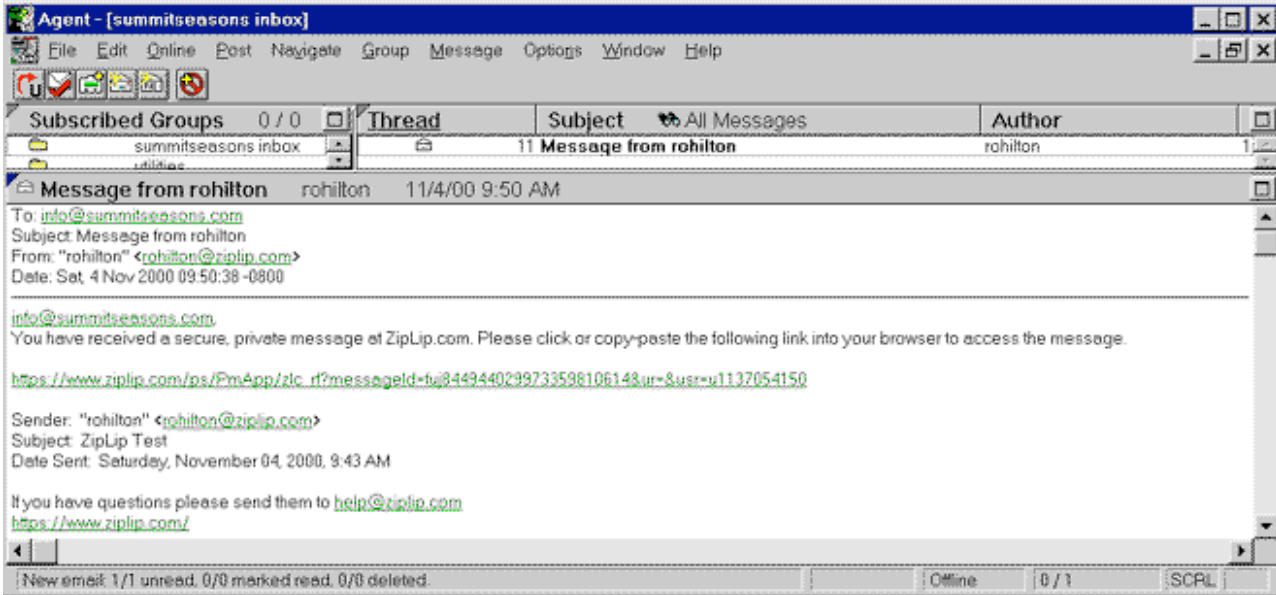 Agent - [summitseasons inbox]
File Edit Online Post Navigate Group Message Options Window Help
Subscribed Groups 0 / 0 Thread Subject All Messages Author
summitseasons inbox 11 Message from rohilton rohilton 1
utilities
Message from rohilton rohilton 11/4/00 9:50 AM
To: info@summitseasons.com
Subject: Message from rohilton
From: "rohilton" <rohilton@ziplip.com>
Date: Sat, 4 Nov 2000 09:50:38 -0800
info@summitseasons.com,
You have received a secure, private message at ZipLip.com. Please click or copy-paste the following link into your browser to access the message.
https://www.ziplip.com/ps/PmApp/zlc_rf?messageId=tuj8449440299733598106148&ur=&usr=u1137054150
Sender: "rohilton" <rohilton@ziplip.com>
Subject: ZipLip Test
Date Sent: Saturday, November 04, 2000, 9:43 AM
If you have questions please send them to help@ziplip.com
https://www.ziplip.com/
New email: 1/1 unread, 0/0 marked read, 0/0 deleted.
Offline 0 / 1 SCRL